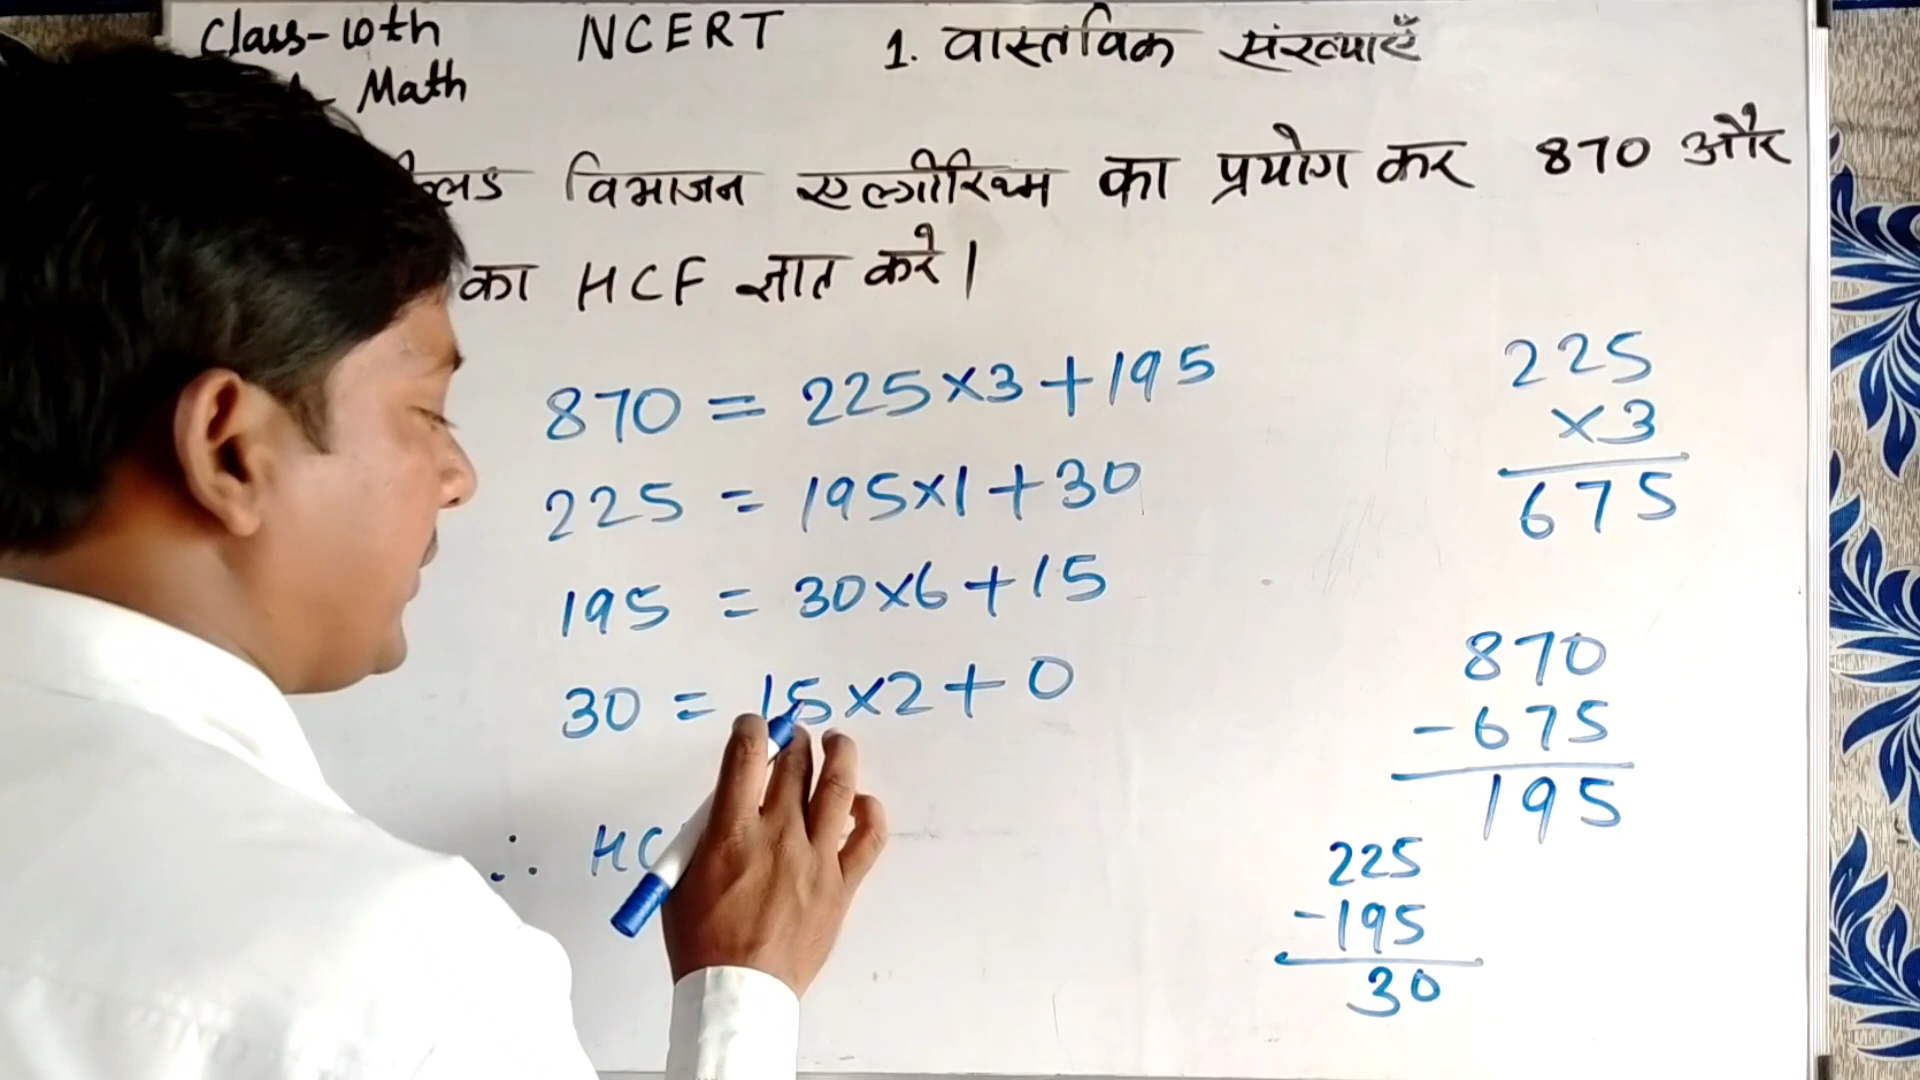 Class-10th NCERT 1. वास्तविक संख्याएँ
Math
विभाजन एल्गोरिथ्म का प्रयोग कर 870 और
का HCF ज्ञात करे।
870 = 225×3+195
225 = 195×1+30
195 = 30×6+15
30 = 15×2+0
∴ HC
225
×3
675
870
-675
195
225
-195
30